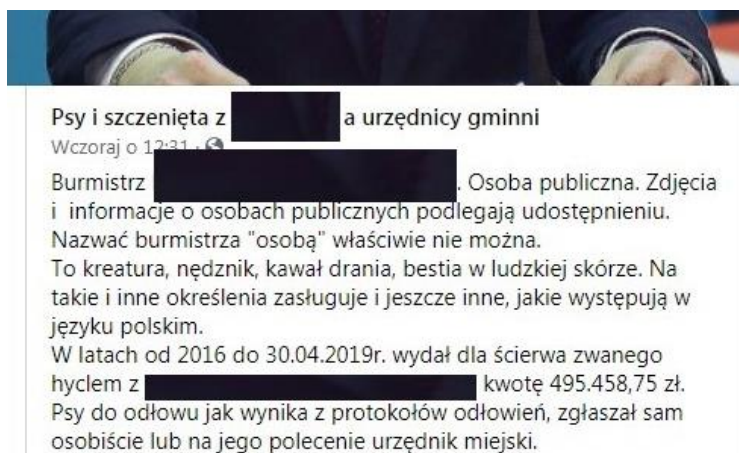 Psy i szczenięta z a urzędnicy gminni
Wczoraj o 12:31 ·
Burmistrz . Osoba publiczna. Zdjęcia
i informacje o osobach publicznych podlegają udostępnieniu.
Nazwać burmistrza "osobą" właściwie nie można.
To kreatura, nędznik, kawał drania, bestia w ludzkiej skórze. Na
takie i inne określenia zasługuje i jeszcze inne, jakie występują w
języku polskim.
W latach od 2016 do 30.04.2019r. wydał dla ścierwa zwanego
hyclem z kwotę 495.458,75 zł.
Psy do odłowu jak wynika z protokołów odłowień, zgłaszał sam
osobiście lub na jego polecenie urzędnik miejski.